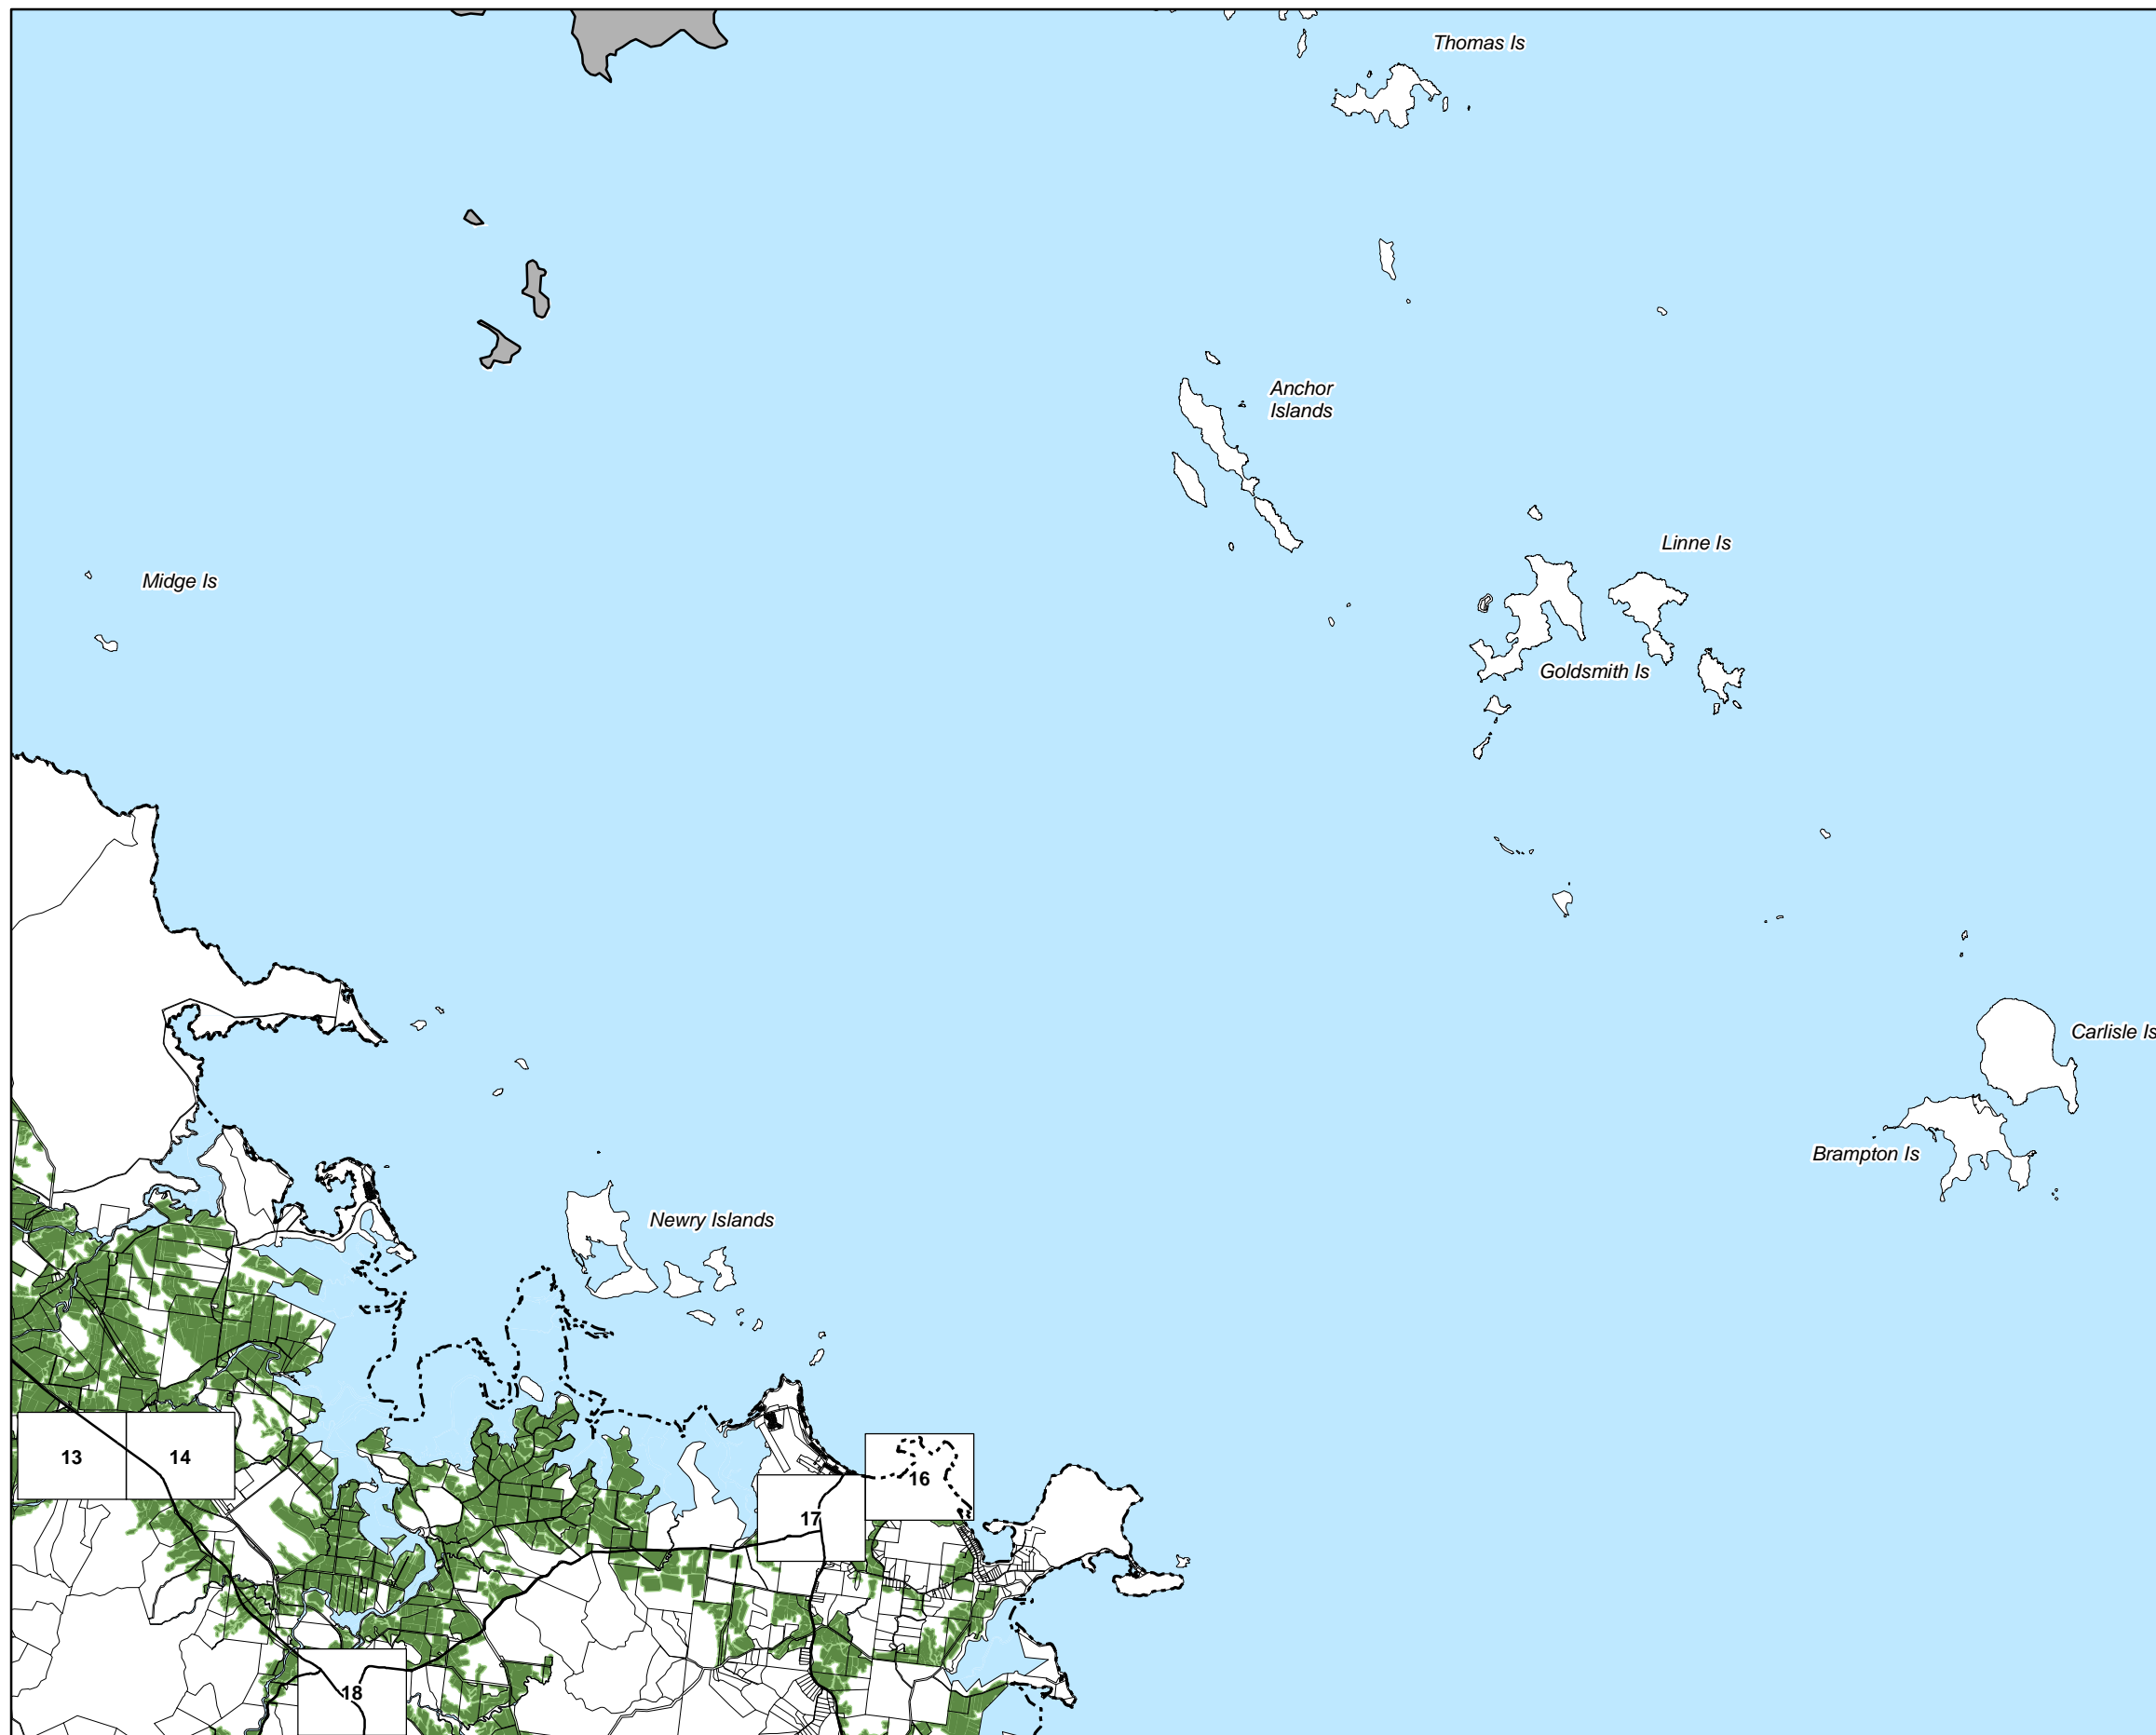 Thomas Is
Anchor
Islands
Linne Is
Midge Is
Goldsmith Is
Carlisle Is
Brampton Is
Newry Islands
13
14
16
17
18